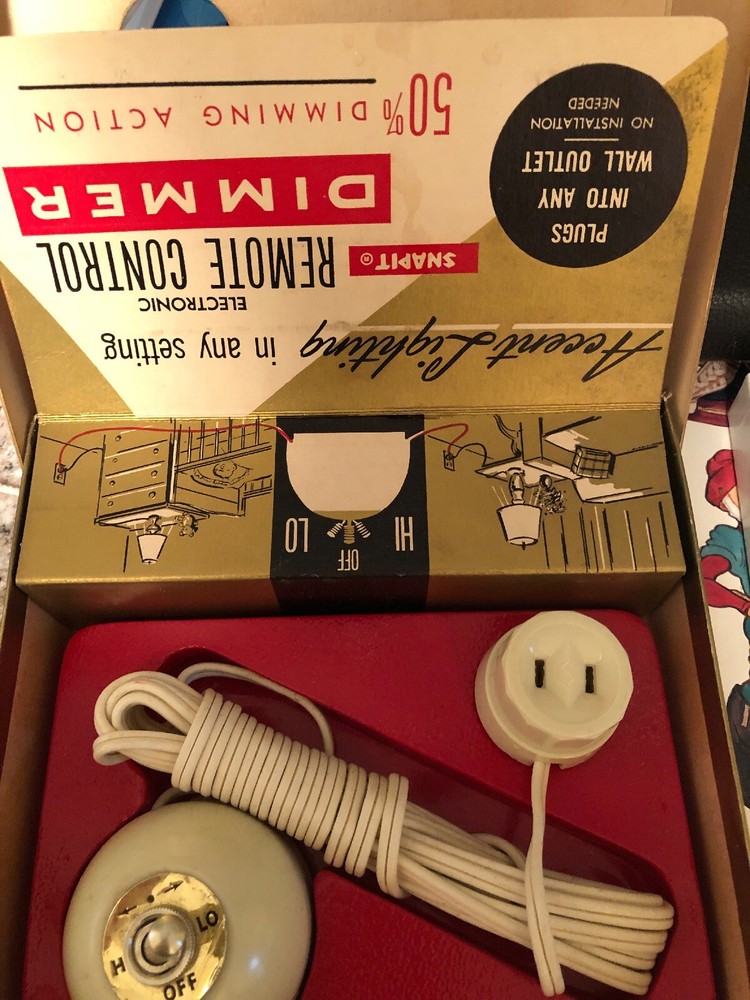 Accent Lighting in any setting
ELECTRONIC
SNAPIT® REMOTE CONTROL
DIMMER
50% DIMMING ACTION
PLUGS
INTO ANY
WALL OUTLET
NO INSTALLATION
NEEDED
HI OFF LO
LO
H
OFF